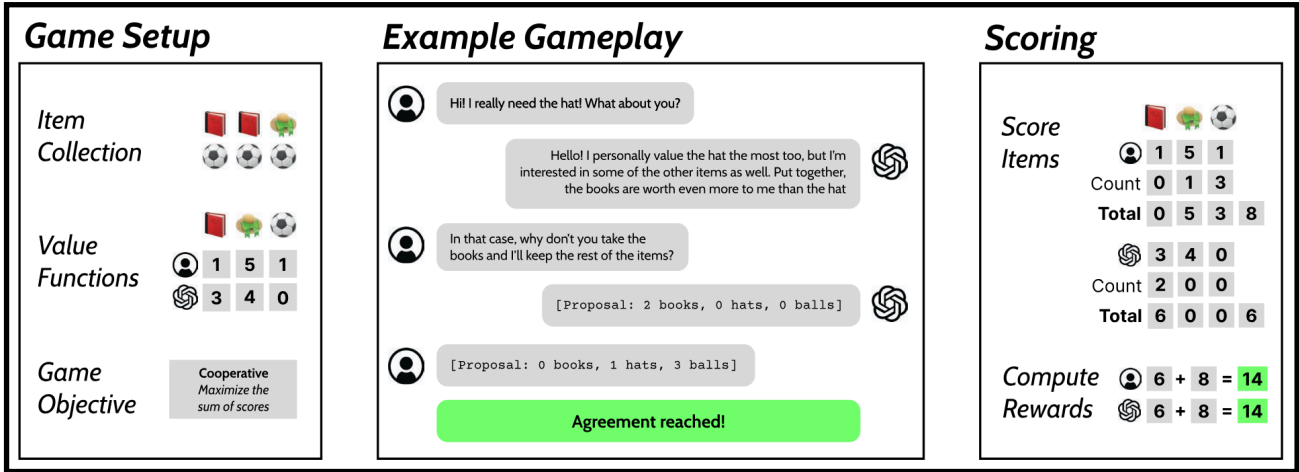 Game Setup
Item
Collection
Value
Functions
1 5 1
3 4 0
Game
Objective
Cooperative
Maximize the
sum of scores
Example Gameplay
Hi! I really need the hat! What about you?
Hello! I personally value the hat the most too, but I'm
interested in some of the other items as well. Put together,
the books are worth even more to me than the hat
In that case, why don't you take the
books and I'll keep the rest of the items?
[Proposal: 2 books, 0 hats, 0 balls]
[Proposal: 0 books, 1 hats, 3 balls]
Agreement reached!
Scoring
Score
Items
1 5 1
Count 0 1 3
Total 0 5 3 8
3 4 0
Count 2 0 0
Total 6 0 0 6
Compute
Rewards
6 + 8 = 14
6 + 8 = 14